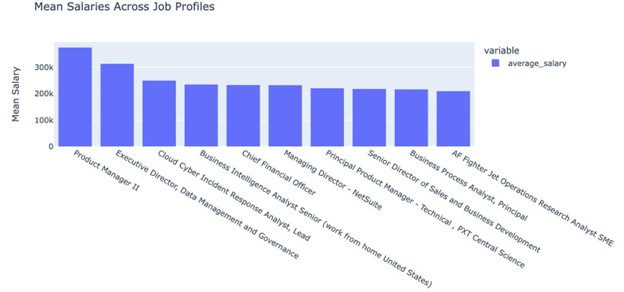 Mean Salaries Across Job Profiles
variable
average_salary
Mean Salary
300k
200k
100k
0
Product Manager II
Executive Director, Data Management and Governance
Cloud Cyber Incident Response Analyst, Lead
Business Intelligence Analyst Senior (work from home United States)
Chief Financial Officer
Managing Director - NetSuite
Principal Product Manager - Technical , PXT Central Science
Senior Director of Sales and Business Development
Business Process Analyst, Principal
AF Fighter Jet Operations Research Analyst SME